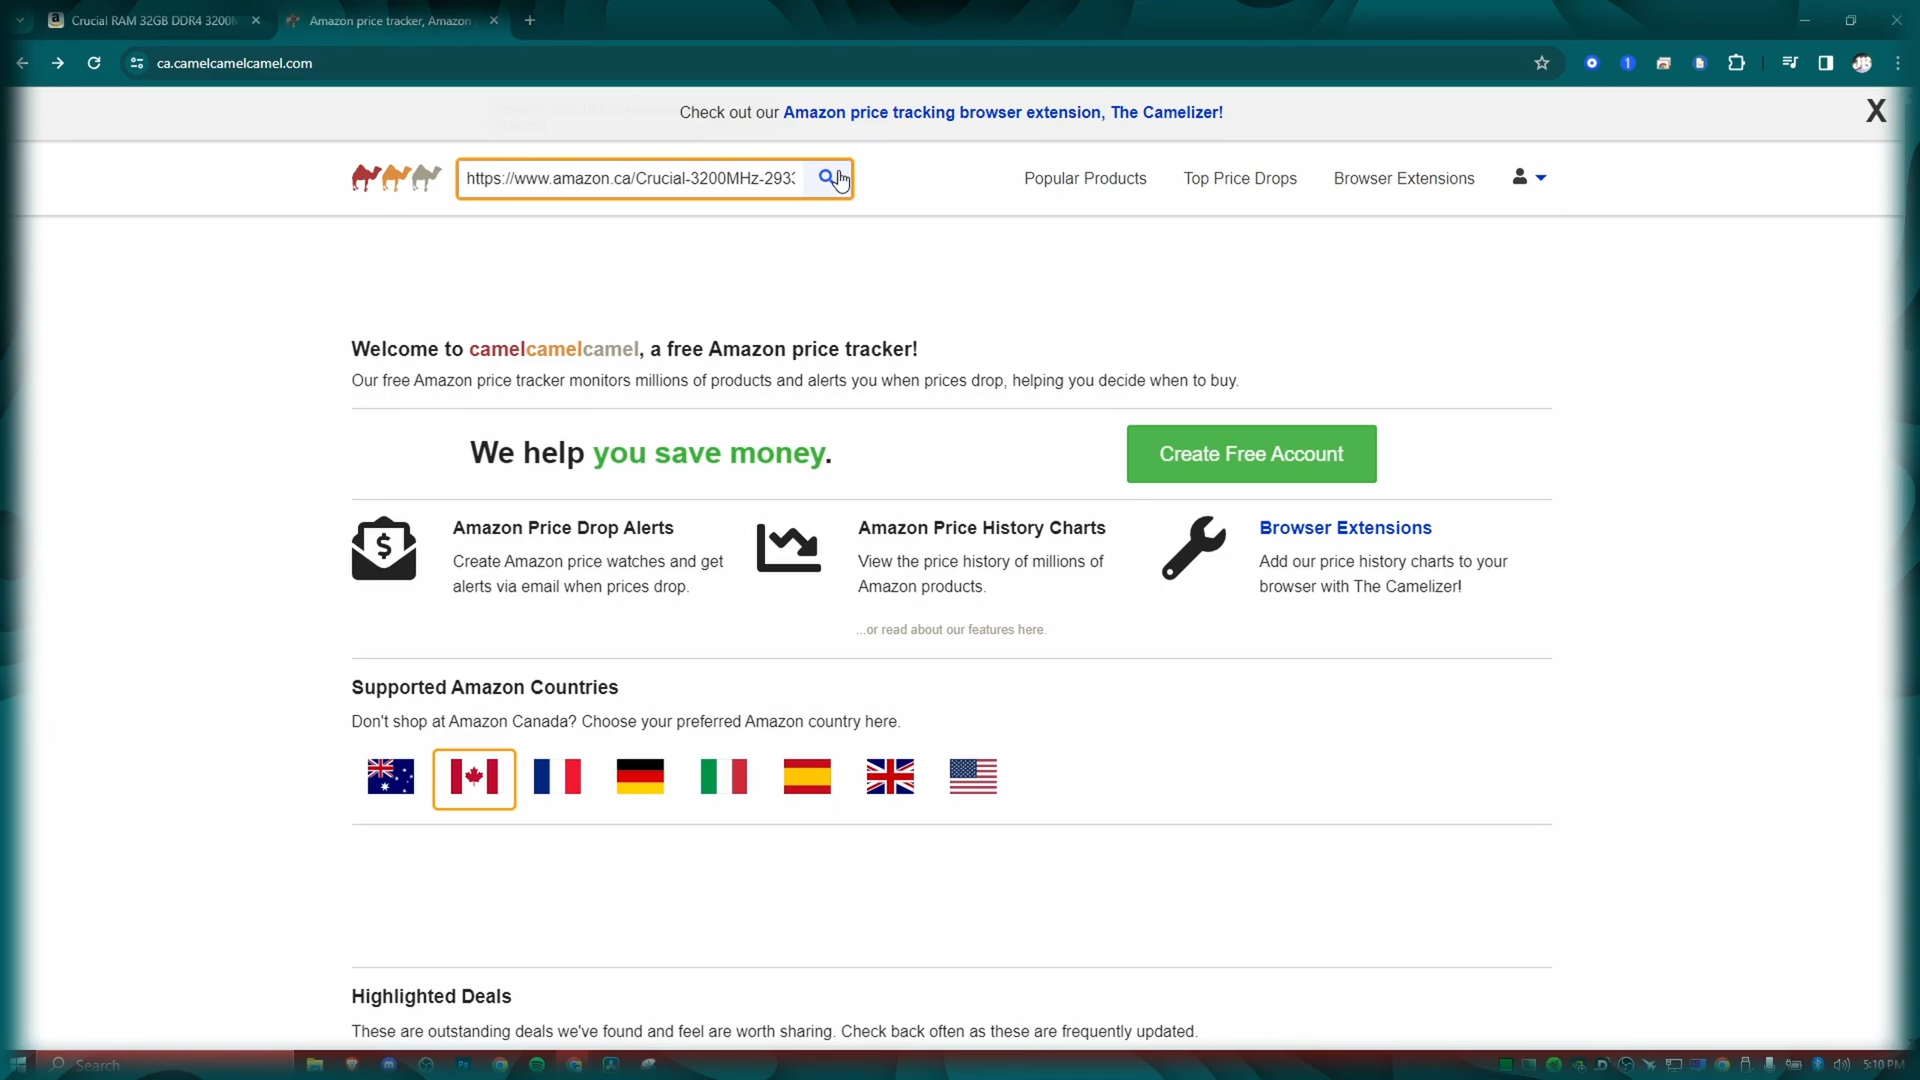 Crucial RAM 32GB DDR4 3200
Amazon price tracker, Amazon
ca.camelcamelcamel.com
Check out our Amazon price tracking browser extension, The Camelizer!
X
https://www.amazon.ca/Crucial-3200MHz-2933
Popular Products
Top Price Drops
Browser Extensions
Welcome to camelcamelcamel, a free Amazon price tracker!
Our free Amazon price tracker monitors millions of products and alerts you when prices drop, helping you decide when to buy.
We help you save money.
Create Free Account
Amazon Price Drop Alerts
Create Amazon price watches and get
alerts via email when prices drop.
Amazon Price History Charts
View the price history of millions of
Amazon products.
Browser Extensions
Add our price history charts to your
browser with The Camelizer!
...or read about our features here.
Supported Amazon Countries
Don't shop at Amazon Canada? Choose your preferred Amazon country here.
Highlighted Deals
These are outstanding deals we've found and feel are worth sharing. Check back often as these are frequently updated.
Search
5:10 PM